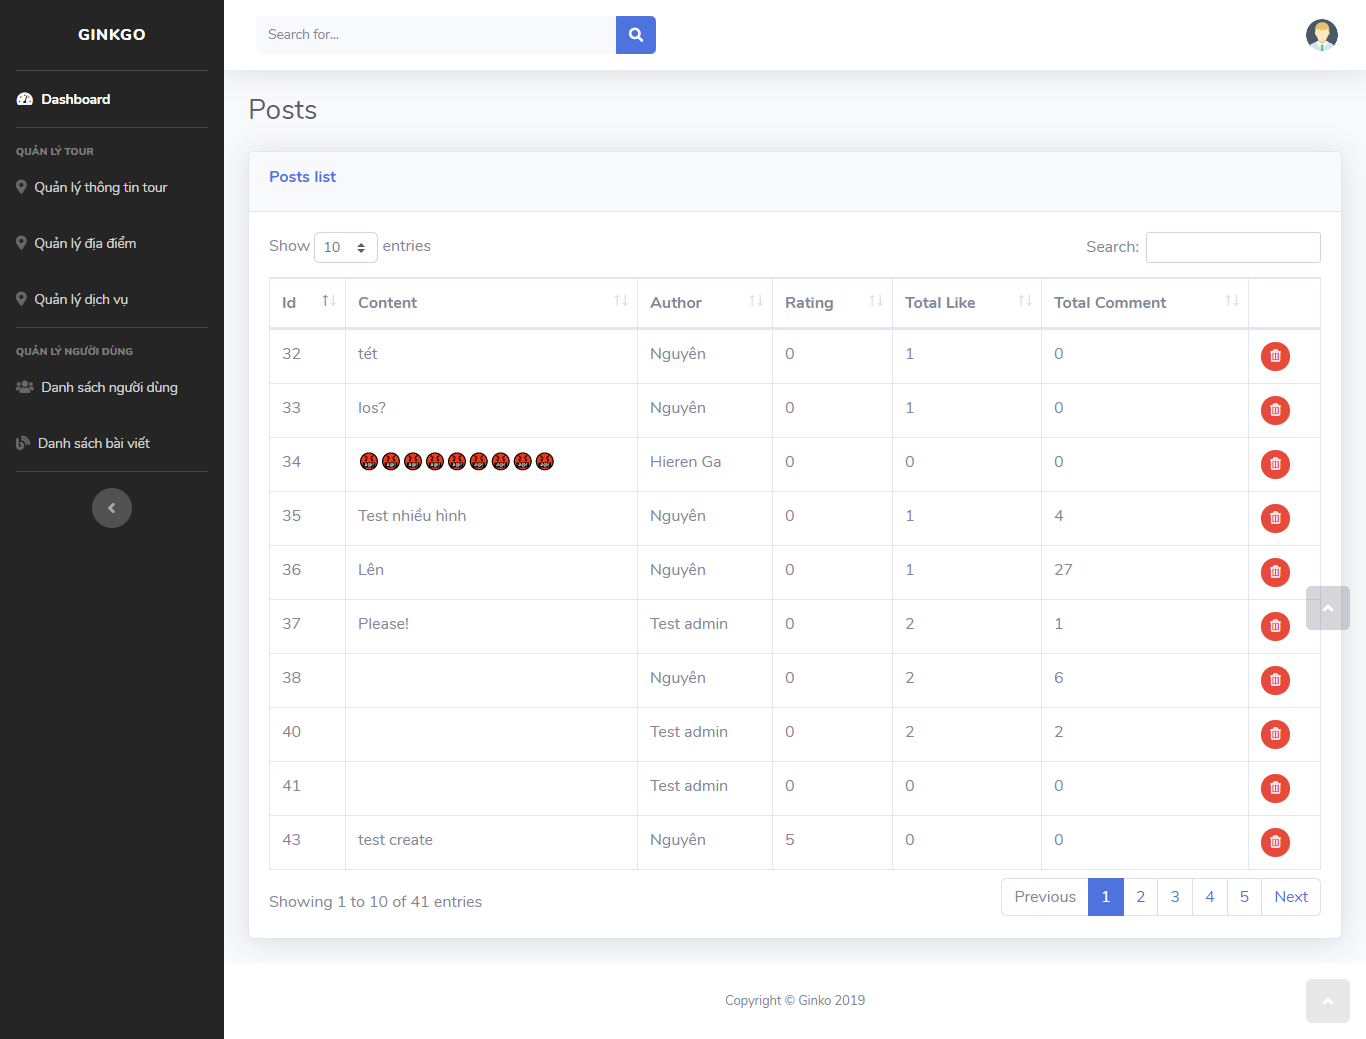 GINKGO
Search for...
Dashboard
QUẢN LÝ TOUR
Quản lý thông tin tour
Quản lý địa điểm
Quản lý dịch vụ
QUẢN LÝ NGƯỜI DÙNG
Danh sách người dùng
Danh sách bài viết
Posts
Posts list
Show 10 entries Search:
Id Content Author Rating Total Like Total Comment
32 tét Nguyên 0 1 0
33 Ios? Nguyên 0 1 0
34 🤬🤬🤬🤬🤬🤬🤬🤬🤬 Hieren Ga 0 0 0
35 Test nhiều hình Nguyên 0 1 4
36 Lên Nguyên 0 1 27
37 Please! Test admin 0 2 1
38 Nguyên 0 2 6
40 Test admin 0 2 2
41 Test admin 0 0 0
43 test create Nguyên 5 0 0
Showing 1 to 10 of 41 entries Previous 1 2 3 4 5 Next
Copyright © Ginko 2019